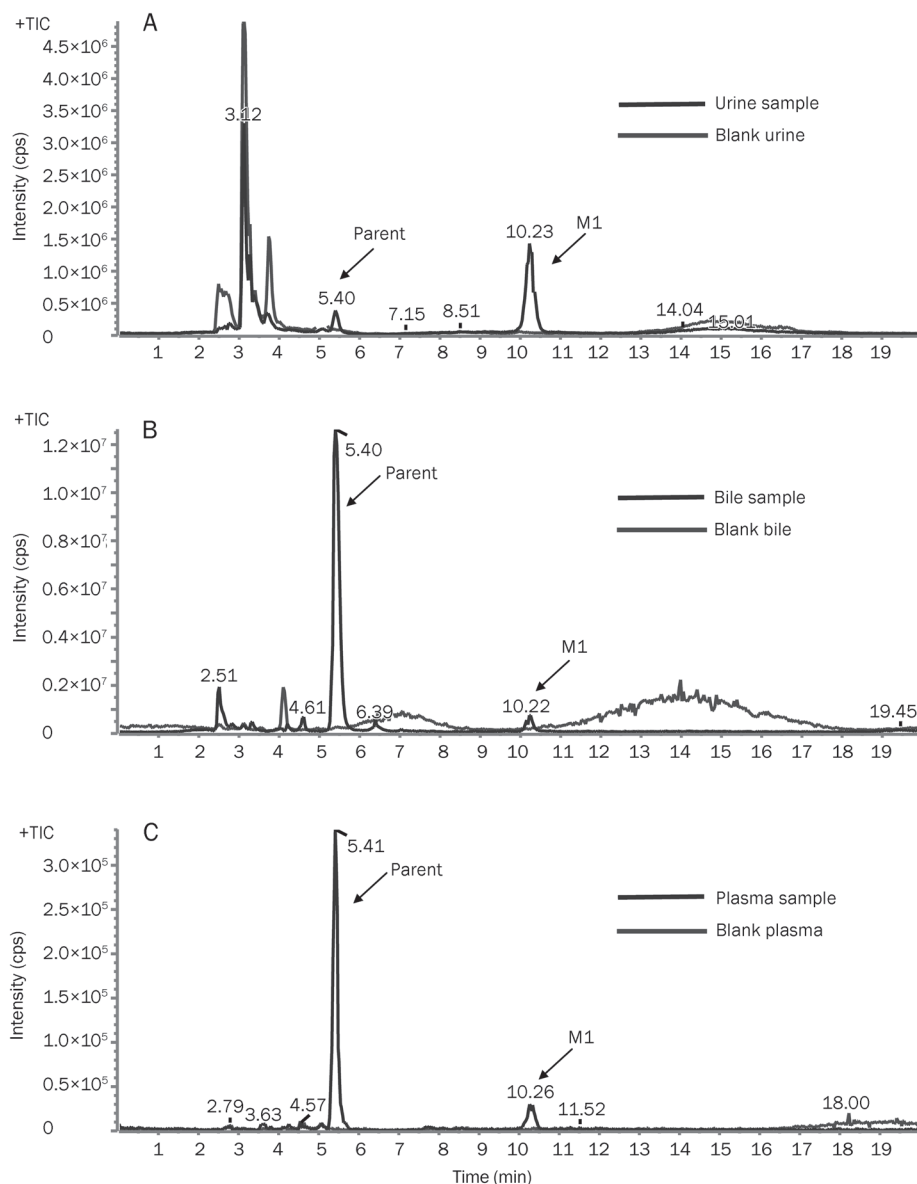 +TIC
A
4.5×10⁶
4.0×10⁶
3.5×10⁶
3.0×10⁶
2.5×10⁶
2.0×10⁶
1.5×10⁶
1.0×10⁶
0.5×10⁶
0
Intensity (cps)
3.12
Parent
5.40
7.15
8.51
10.23
M1
14.04
15.01
Urine sample
Blank urine
1 2 3 4 5 6 7 8 9 10 11 12 13 14 15 16 17 18 19
+TIC
B
1.2×10⁷
1.0×10⁷
0.8×10⁷
0.6×10⁷
0.4×10⁷
0.2×10⁷
0
Intensity (cps)
2.51
4.61
5.40
Parent
6.39
10.22
M1
19.45
Bile sample
Blank bile
1 2 3 4 5 6 7 8 9 10 11 12 13 14 15 16 17 18 19
+TIC
C
3.0×10⁵
2.5×10⁵
2.0×10⁵
1.5×10⁵
1.0×10⁵
0.5×10⁵
0
Intensity (cps)
2.79
3.63
4.57
5.41
Parent
10.26
M1
11.52
18.00
Plasma sample
Blank plasma
1 2 3 4 5 6 7 8 9 10 11 12 13 14 15 16 17 18 19
Time (min)